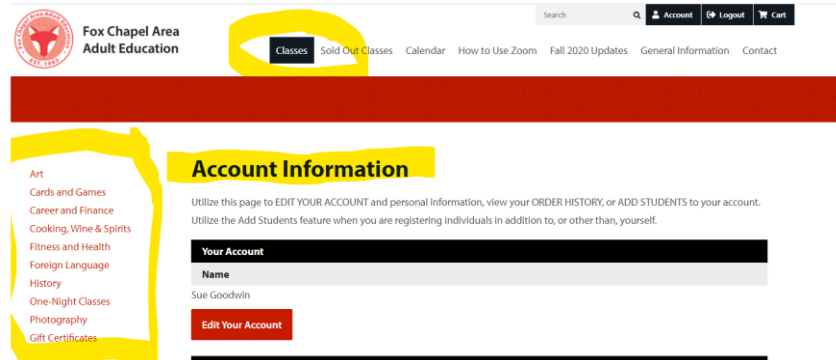 Search
Account
Logout
Cart
Fox Chapel Area
Adult Education
EST. 1963
Classes
Sold Out Classes
Calendar
How to Use Zoom
Fall 2020 Updates
General Information
Contact
Art
Cards and Games
Career and Finance
Cooking, Wine & Spirits
Fitness and Health
Foreign Language
History
One-Night Classes
Photography
Gift Certificates
Account Information
Utilize this page to EDIT YOUR ACCOUNT and personal information, view your ORDER HISTORY, or ADD STUDENTS to your account.
Utilize the Add Students feature when you are registering individuals in addition to, or other than, yourself.
Your Account
Name
Sue Goodwin
Edit Your Account